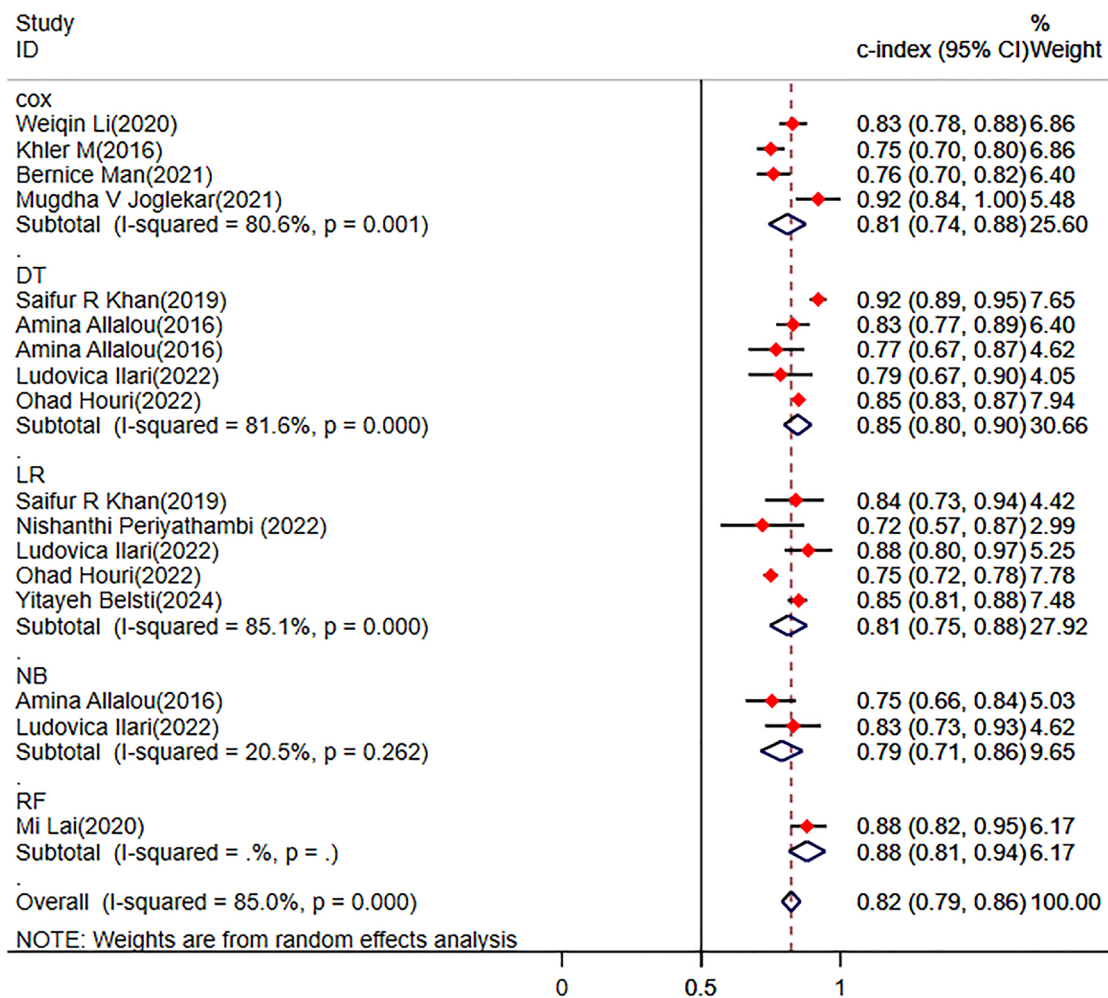 Study %
ID c-index (95% CI)Weight
cox
Weiqin Li(2020) 0.83 (0.78, 0.88)6.86
Khler M(2016) 0.75 (0.70, 0.80)6.86
Bernice Man(2021) 0.76 (0.70, 0.82)6.40
Mugdha V Joglekar(2021) 0.92 (0.84, 1.00)5.48
Subtotal (I-squared = 80.6%, p = 0.001) 0.81 (0.74, 0.88)25.60
.
DT
Saifur R Khan(2019) 0.92 (0.89, 0.95)7.65
Amina Allalou(2016) 0.83 (0.77, 0.89)6.40
Amina Allalou(2016) 0.77 (0.67, 0.87)4.62
Ludovica Ilari(2022) 0.79 (0.67, 0.90)4.05
Ohad Houri(2022) 0.85 (0.83, 0.87)7.94
Subtotal (I-squared = 81.6%, p = 0.000) 0.85 (0.80, 0.90)30.66
.
LR
Saifur R Khan(2019) 0.84 (0.73, 0.94)4.42
Nishanthi Periyathambi (2022) 0.72 (0.57, 0.87)2.99
Ludovica Ilari(2022) 0.88 (0.80, 0.97)5.25
Ohad Houri(2022) 0.75 (0.72, 0.78)7.78
Yitayeh Belsti(2024) 0.85 (0.81, 0.88)7.48
Subtotal (I-squared = 85.1%, p = 0.000) 0.81 (0.75, 0.88)27.92
.
NB
Amina Allalou(2016) 0.75 (0.66, 0.84)5.03
Ludovica Ilari(2022) 0.83 (0.73, 0.93)4.62
Subtotal (I-squared = 20.5%, p = 0.262) 0.79 (0.71, 0.86)9.65
.
RF
Mi Lai(2020) 0.88 (0.82, 0.95)6.17
Subtotal (I-squared = .%, p = .) 0.88 (0.81, 0.94)6.17
.
Overall (I-squared = 85.0%, p = 0.000) 0.82 (0.79, 0.86)100.00
NOTE: Weights are from random effects analysis
0 0.5 1